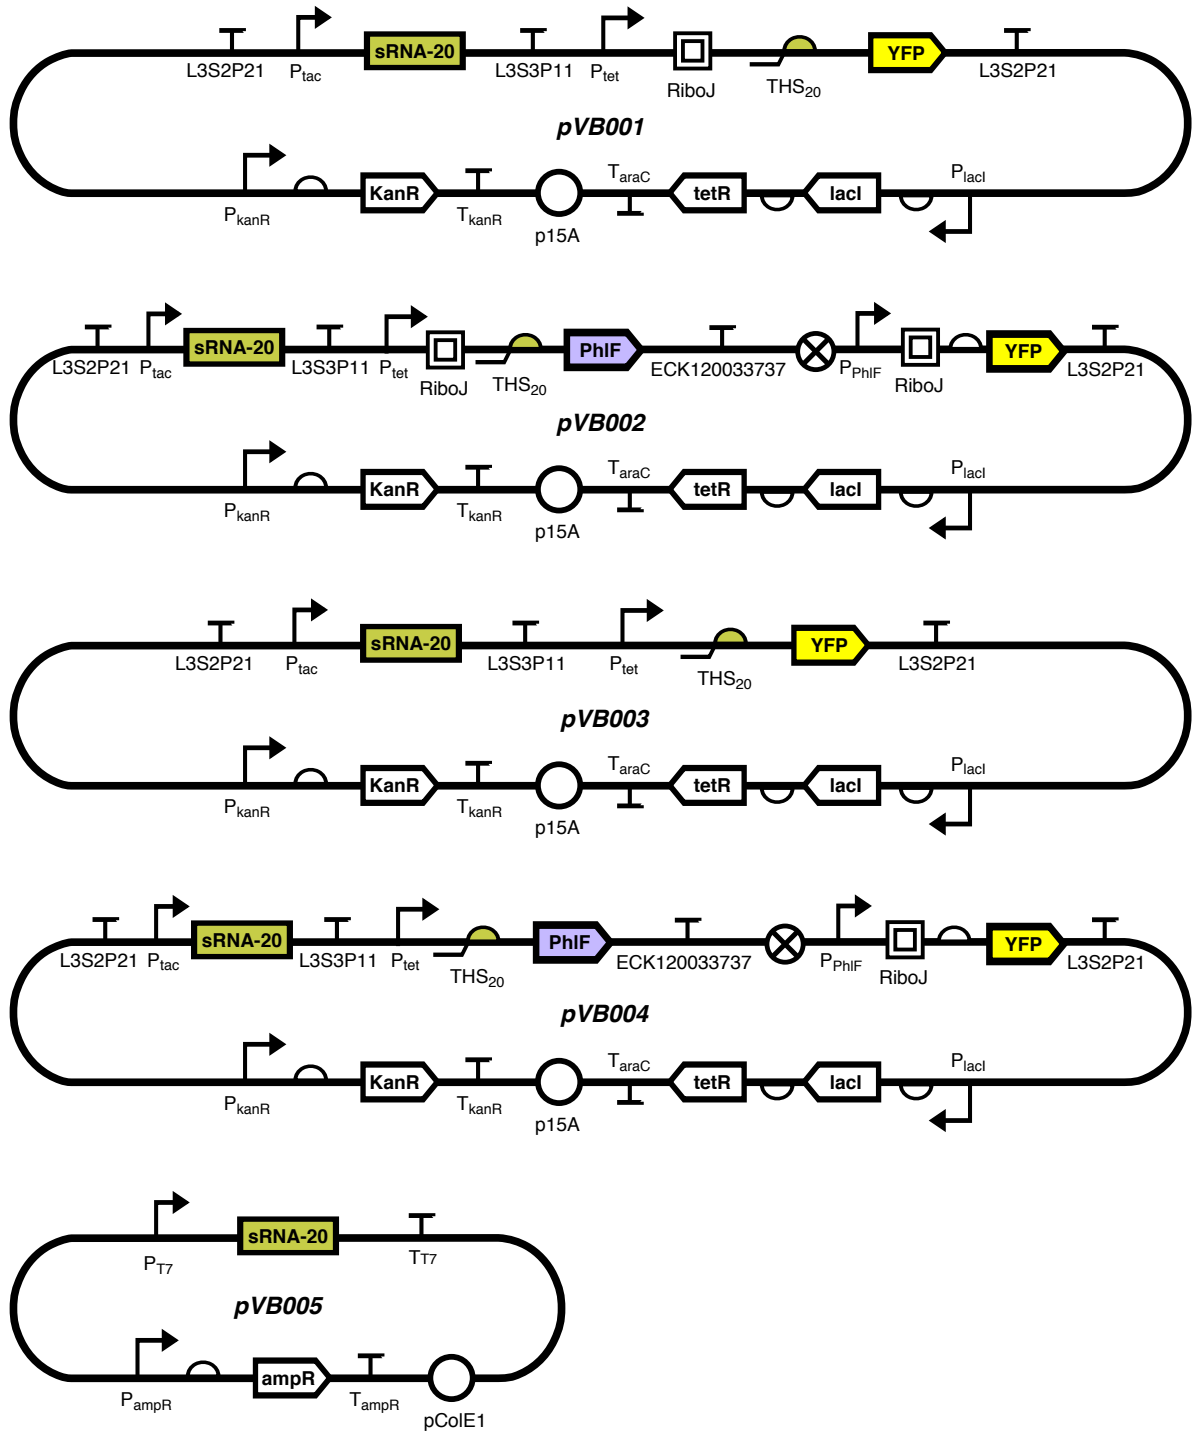 sRNA-20 YFP
L3S2P21 Ptac L3S3P11 Ptet RiboJ THS20 L3S2P21
pVB001
KanR TaraC tetR lacI PlacI
PkanR TkanR p15A
sRNA-20 PhlF YFP
L3S2P21 Ptac L3S3P11 Ptet RiboJ THS20 ECK120033737 PPhlF RiboJ L3S2P21
pVB002
KanR TaraC tetR lacI PlacI
PkanR TkanR p15A
sRNA-20 YFP
L3S2P21 Ptac L3S3P11 Ptet THS20 L3S2P21
pVB003
KanR TaraC tetR lacI PlacI
PkanR TkanR p15A
sRNA-20 PhlF YFP
L3S2P21 Ptac L3S3P11 Ptet THS20 ECK120033737 PPhlF RiboJ L3S2P21
pVB004
KanR TaraC tetR lacI PlacI
PkanR TkanR p15A
sRNA-20
PT7 TT7
pVB005
ampR
PampR TampR pColE1